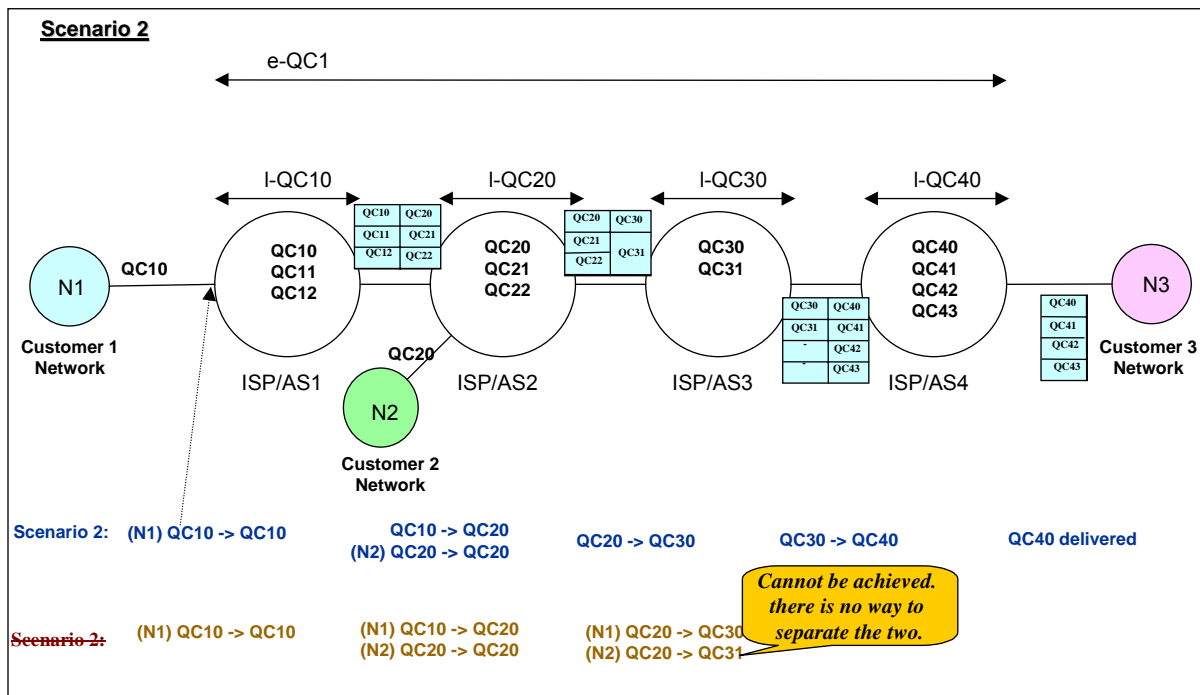 Scenario 2
e-QC1
l-QC10
l-QC20
l-QC30
l-QC40
QC10 QC20
QC11 QC21
QC12 QC22
QC20 QC30
QC21 QC31
QC22
QC10
QC11
QC12
QC20
QC21
QC22
QC30
QC31
QC40
QC41
QC42
QC43
N1
QC10
Customer 1
Network
ISP/AS1
QC20
N2
Customer 2
Network
ISP/AS2
ISP/AS3
QC30 QC40
QC31 QC41
- QC42
- QC43
ISP/AS4
QC40
QC41
QC42
QC43
N3
Customer 3
Network
Scenario 2:
(N1) QC10 -> QC10
QC10 -> QC20
(N2) QC20 -> QC20
QC20 -> QC30
QC30 -> QC40
QC40 delivered
Cannot be achieved.
there is no way to
separate the two.
Scenario 2:
(N1) QC10 -> QC10
(N1) QC10 -> QC20
(N2) QC20 -> QC20
(N1) QC20 -> QC30
(N2) QC20 -> QC31